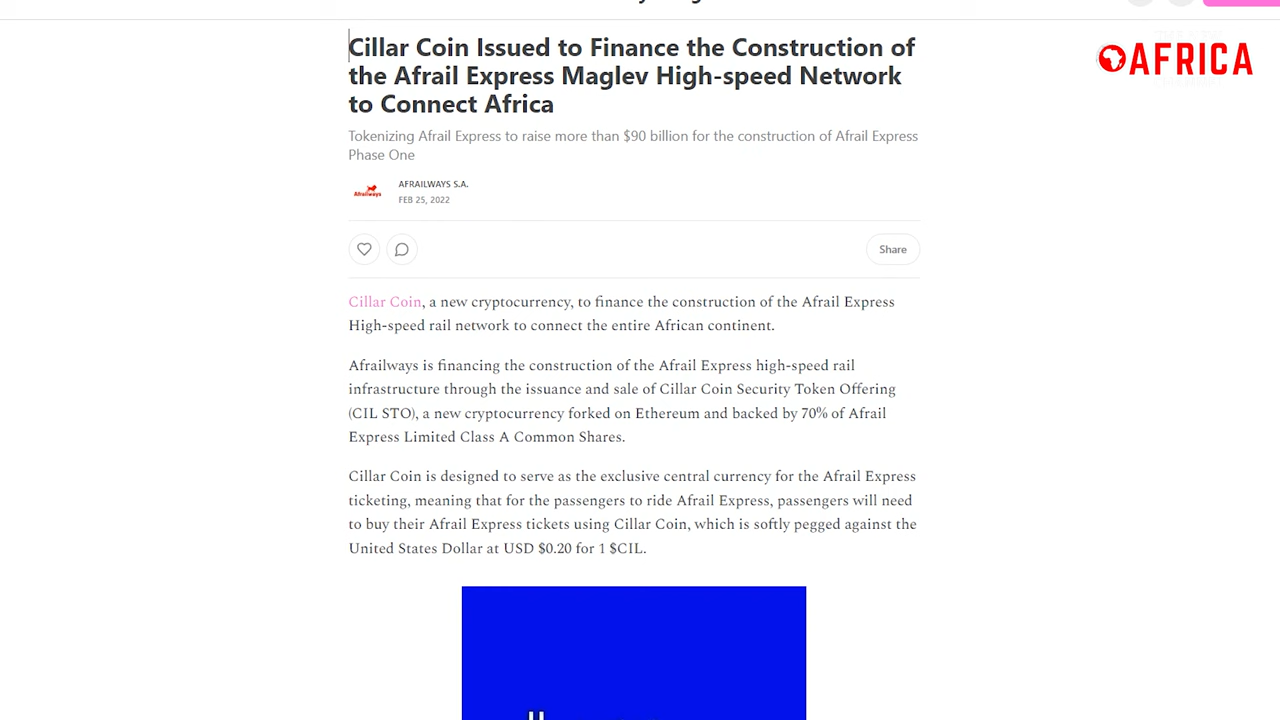 Cillar Coin Issued to Finance the Construction of
the Afrail Express Maglev High-speed Network
to Connect Africa
AFRICA
Tokenizing Afrail Express to raise more than $90 billion for the construction of Afrail Express
Phase One
Afrailways
AFRAILWAYS S.A.
FEB 25, 2022
Share
Cillar Coin, a new cryptocurrency, to finance the construction of the Afrail Express
High-speed rail network to connect the entire African continent.
Afrailways is financing the construction of the Afrail Express high-speed rail
infrastructure through the issuance and sale of Cillar Coin Security Token Offering
(CIL STO), a new cryptocurrency forked on Ethereum and backed by 70% of Afrail
Express Limited Class A Common Shares.
Cillar Coin is designed to serve as the exclusive central currency for the Afrail Express
ticketing, meaning that for the passengers to ride Afrail Express, passengers will need
to buy their Afrail Express tickets using Cillar Coin, which is softly pegged against the
United States Dollar at USD $0.20 for 1 $CIL.